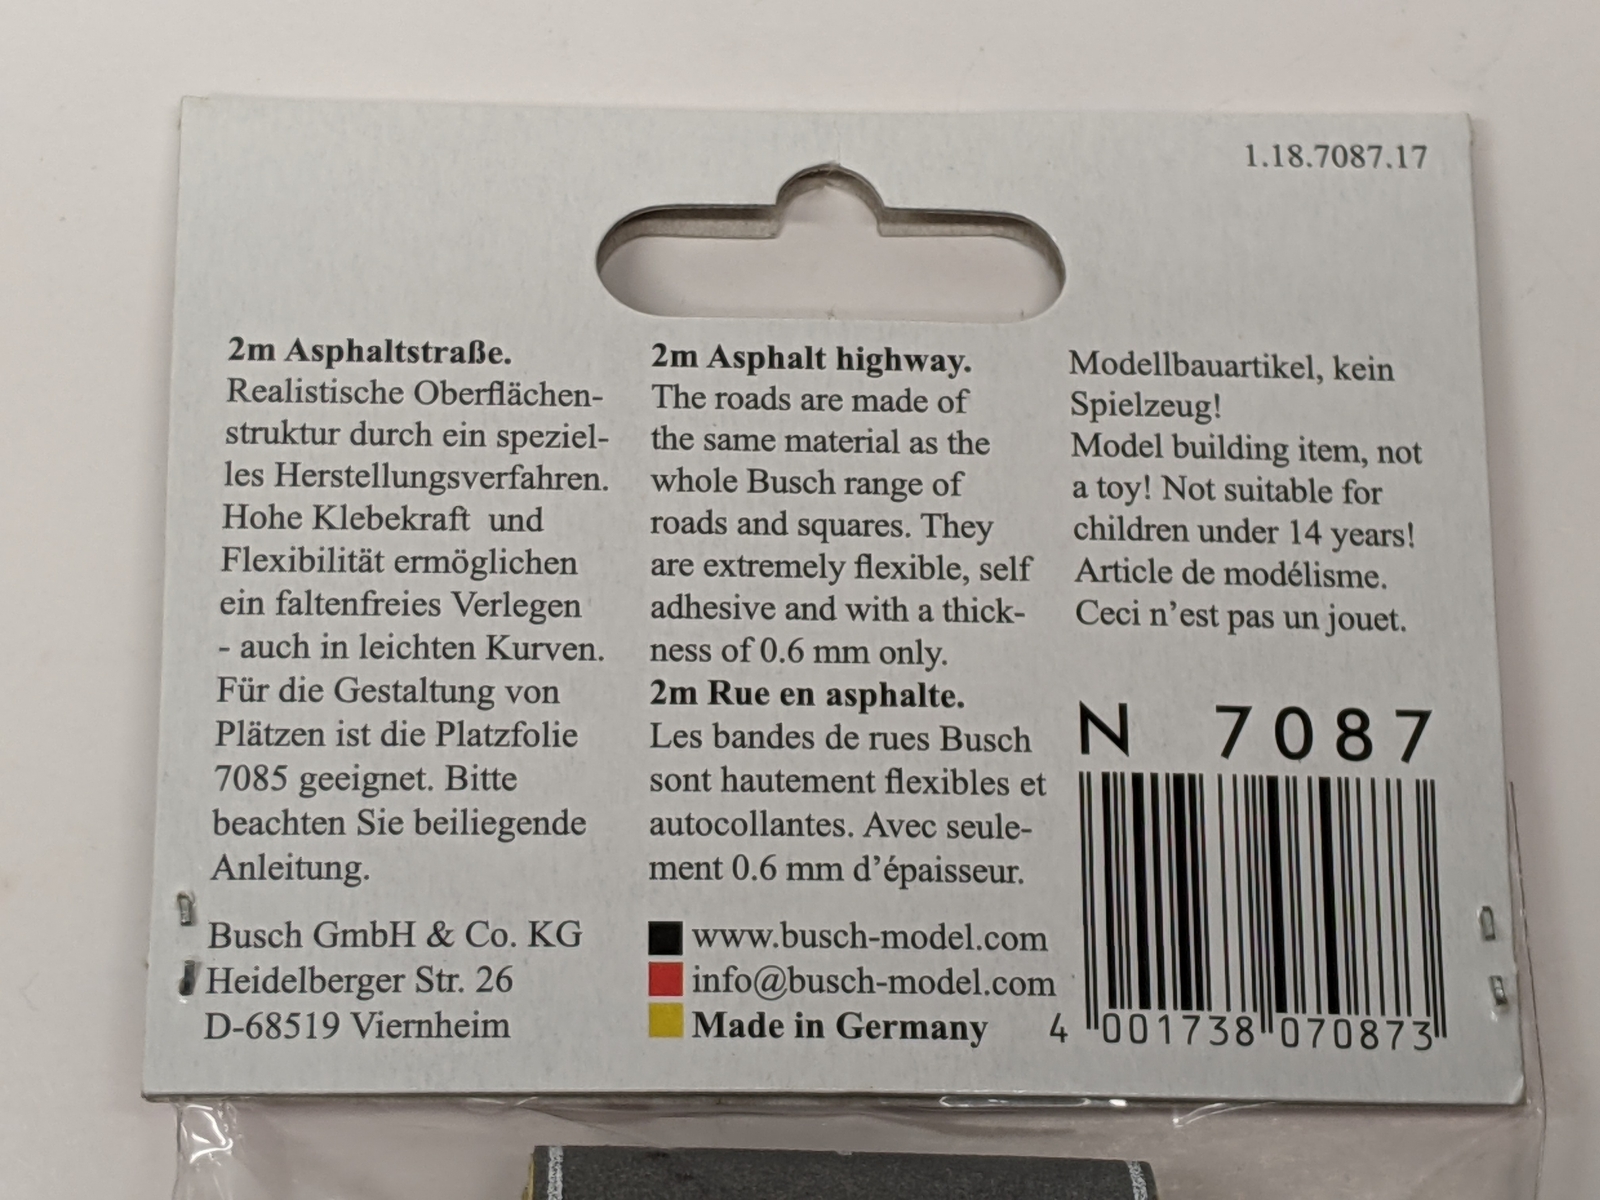 1.18.7087.17
2m Asphaltstraße.
Realistische Oberflächen-
struktur durch ein speziel-
les Herstellungsverfahren.
Hohe Klebekraft und
Flexibilität ermöglichen
ein faltenfreies Verlegen
- auch in leichten Kurven.
Für die Gestaltung von
Plätzen ist die Platzfolie
7085 geeignet. Bitte
beachten Sie beiliegende
Anleitung.
Busch GmbH & Co. KG
Heidelberger Str. 26
D-68519 Viernheim
2m Asphalt highway.
The roads are made of
the same material as the
whole Busch range of
roads and squares. They
are extremely flexible, self
adhesive and with a thick-
ness of 0.6 mm only.
2m Rue en asphalte.
Les bandes de rues Busch
sont hautement flexibles et
autocollantes. Avec seule-
ment 0.6 mm d'épaisseur.
www.busch-model.com
info@busch-model.com
Made in Germany
Modellbauartikel, kein
Spielzeug!
Model building item, not
a toy! Not suitable for
children under 14 years!
Article de modélisme.
Ceci n'est pas un jouet.
N 7087
4 001738 070873